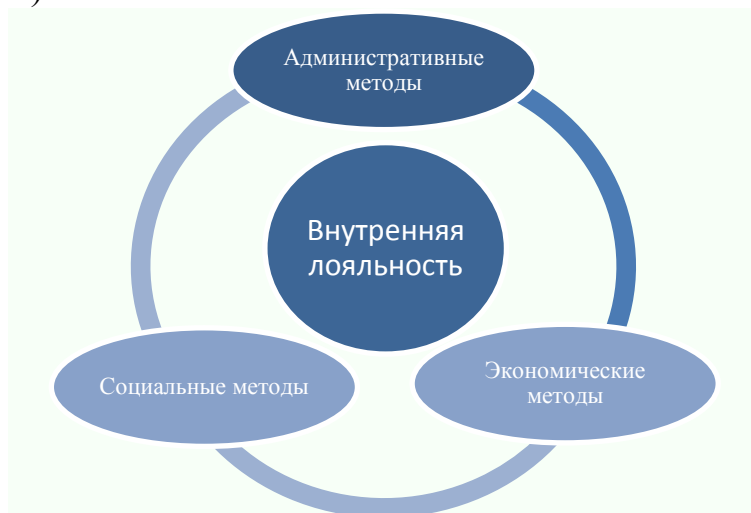 )
Административные
методы
Внутренняя
лояльность
Социальные методы
Экономические
методы